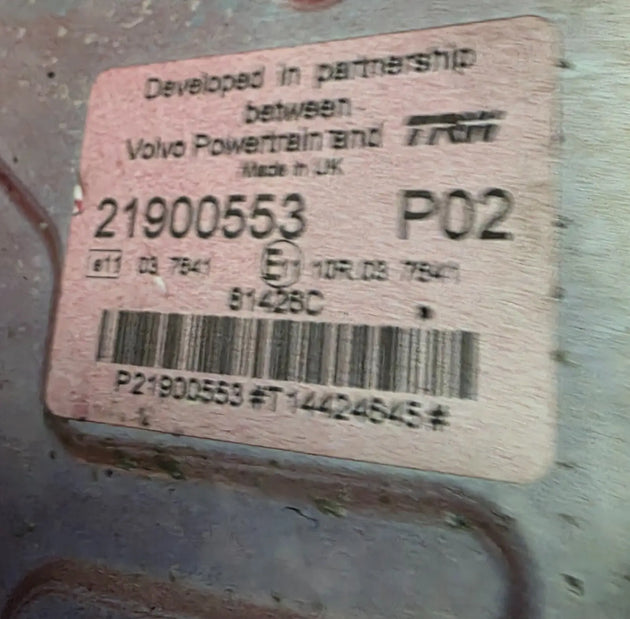 Developed in partnership
between
Volvo Powertrain and TRW
Made in UK
21900553 P02
e11 03 7641 E11 10R 03 7641
81426C
P21900553#T14424645#